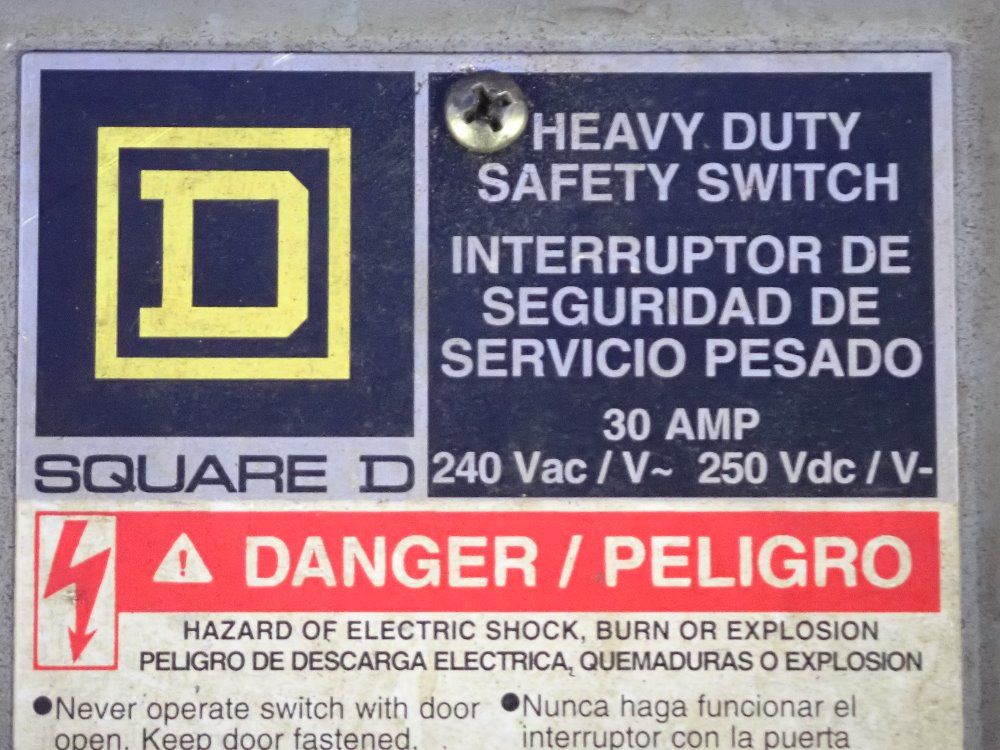 D
SQUARE D
HEAVY DUTY
SAFETY SWITCH
INTERRUPTOR DE
SEGURIDAD DE
SERVICIO PESADO
30 AMP
240 Vac / V~ 250 Vdc / V-
DANGER / PELIGRO
HAZARD OF ELECTRIC SHOCK, BURN OR EXPLOSION
PELIGRO DE DESCARGA ELECTRICA, QUEMADURAS O EXPLOSION
●Never operate switch with door
open. Keep door fastened.
●Nunca haga funcionar el
interruptor con la puerta